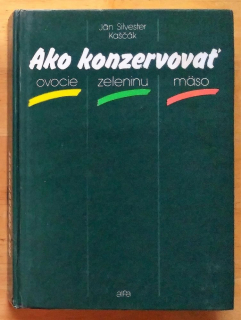 Ján Silvester
Kaščák
Ako konzervovať
ovocie zeleninu mäso
alfa